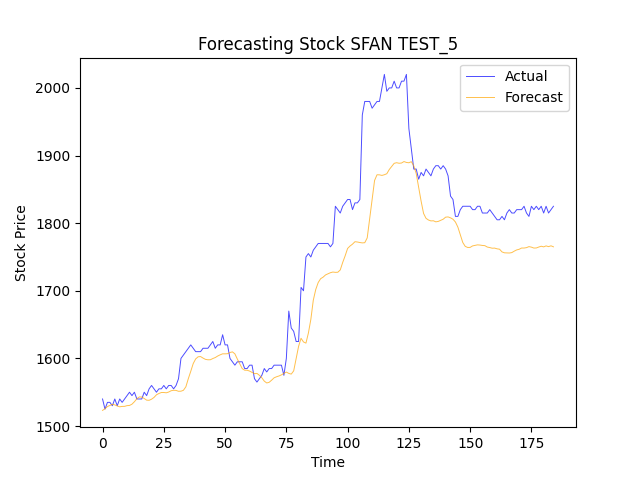 Forecasting Stock SFAN TEST_5
Actual
Forecast
Stock Price
2000
1900
1800
1700
1600
1500
0 25 50 75 100 125 150 175
Time